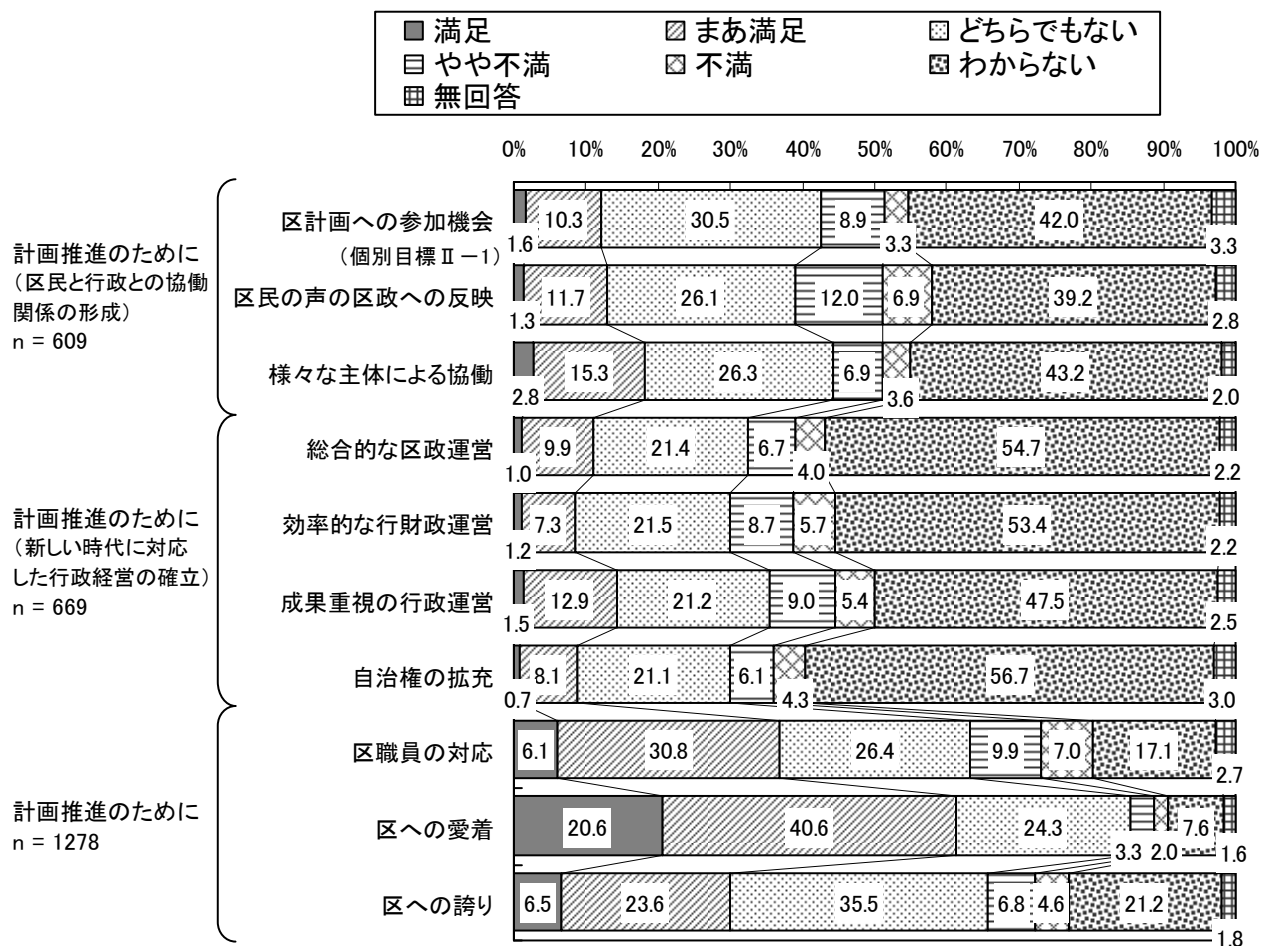 満足 まあ満足 どちらでもない
やや不満 不満 わからない
無回答
0% 10% 20% 30% 40% 50% 60% 70% 80% 90% 100%
計画推進のために
（区民と行政との協働
関係の形成）
n = 609
区計画への参加機会
（個別目標Ⅱ－1）
1.6 10.3 30.5 8.9 3.3 42.0 3.3
区民の声の区政への反映
1.3 11.7 26.1 12.0 6.9 39.2 2.8
様々な主体による協働
2.8 15.3 26.3 6.9 3.6 43.2 2.0
計画推進のために
（新しい時代に対応
した行政経営の確立）
n = 669
総合的な区政運営
1.0 9.9 21.4 6.7 4.0 54.7 2.2
効率的な行財政運営
1.2 7.3 21.5 8.7 5.7 53.4 2.2
成果重視の行政運営
1.5 12.9 21.2 9.0 5.4 47.5 2.5
自治権の拡充
0.7 8.1 21.1 6.1 4.3 56.7 3.0
計画推進のために
n = 1278
区職員の対応
6.1 30.8 26.4 9.9 7.0 17.1 2.7
区への愛着
20.6 40.6 24.3 3.3 2.0 7.6 1.6
区への誇り
6.5 23.6 35.5 6.8 4.6 21.2 1.8